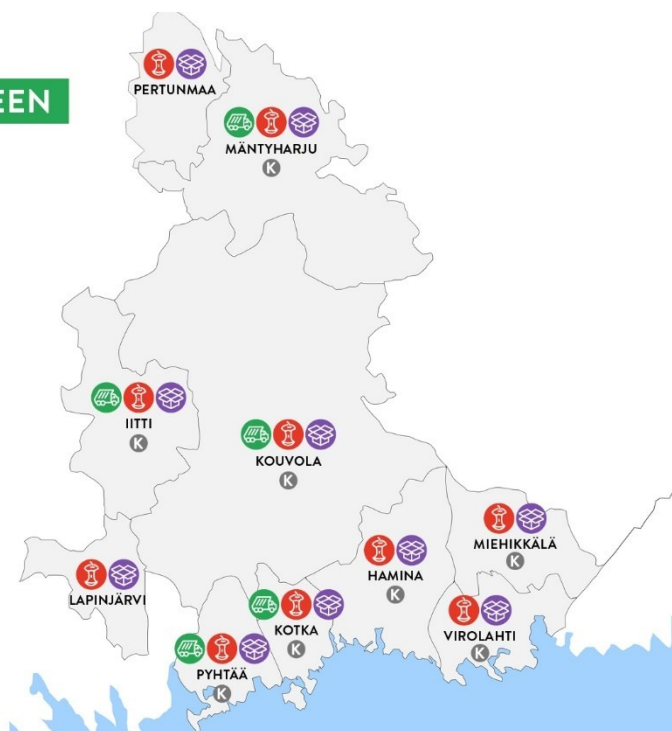 EEN
PERTUNMAA
MÄNTYHARJU
K
IITTI
K
KOUVOLA
K
MIEHIKKÄLÄ
K
HAMINA
K
LAPINJÄRVI
VIROLAHTI
K
KOTKA
K
PYHTÄÄ
K